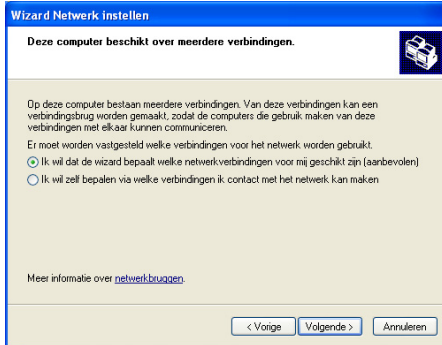 Wizard Netwerk instellen
Deze computer beschikt over meerdere verbindingen.
Op deze computer bestaan meerdere verbindingen. Van deze verbindingen kan een
verbindingsbrug worden gemaakt, zodat de computers die gebruik maken van deze
verbindingen met elkaar kunnen communiceren.
Er moet worden vastgesteld welke verbindingen voor het netwerk worden gebruikt.
Ik wil dat de wizard bepaalt welke netwerkverbindingen voor mij geschikt zijn (aanbevolen)
Ik wil zelf bepalen via welke verbindingen ik contact met het netwerk kan maken
Meer informatie over netwerkbruggen.
< Vorige Volgende > Annuleren